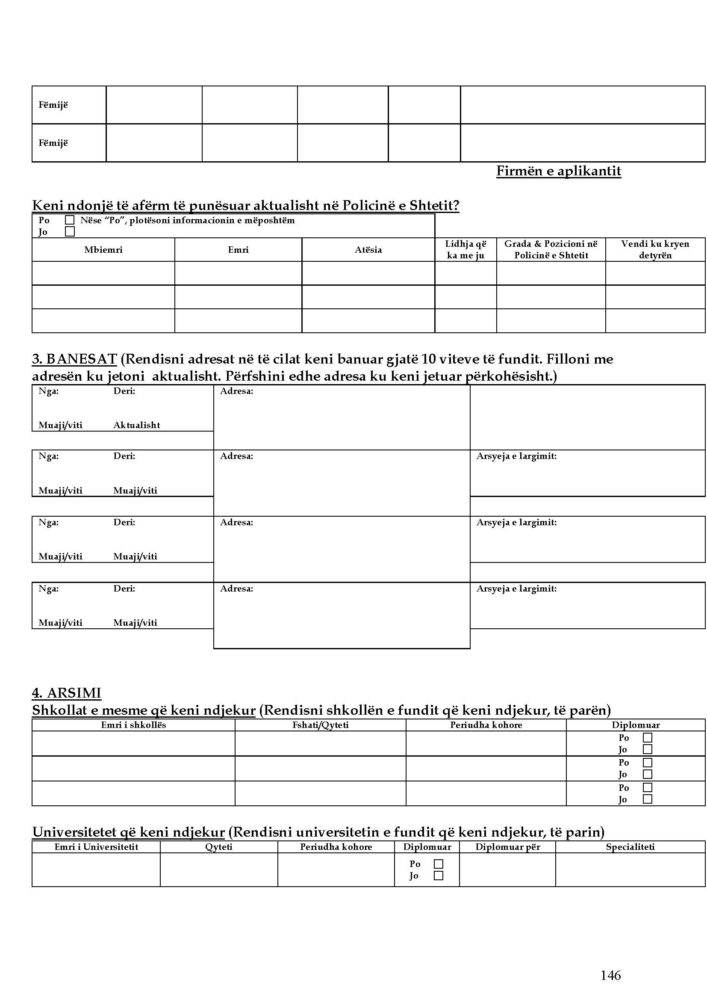 Fëmijë
Fëmijë
Firmën e aplikantit
Keni ndonjë të afërm të punësuar aktualisht në Policinë e Shtetit?
Po Nëse “Po”, plotësoni informacionin e mëposhtëm
Jo
Mbiemri Emri Atësia Lidhja që ka me ju Grada & Pozicioni në Policinë e Shtetit Vendi ku kryen detyrën
3. BANESAT (Rendisni adresat në të cilat keni banuar gjatë 10 viteve të fundit. Filloni me
adresën ku jetoni aktualisht. Përfshini edhe adresa ku keni jetuar përkohësisht.)
Nga: Deri: Adresa:
Muaji/viti Aktualisht
Nga: Deri: Adresa: Arsyeja e largimit:
Muaji/viti Muaji/viti
Nga: Deri: Adresa: Arsyeja e largimit:
Muaji/viti Muaji/viti
Nga: Deri: Adresa: Arsyeja e largimit:
Muaji/viti Muaji/viti
4. ARSIMI
Shkollat e mesme që keni ndjekur (Rendisni shkollën e fundit që keni ndjekur, të parën)
Emri i shkollës Fshati/Qyteti Periudha kohore Diplomuar
Po
Jo
Po
Jo
Po
Jo
Universitetet që keni ndjekur (Rendisni universitetin e fundit që keni ndjekur, të parin)
Emri i Universitetit Qyteti Periudha kohore Diplomuar Diplomuar për Specialiteti
Po
Jo
146